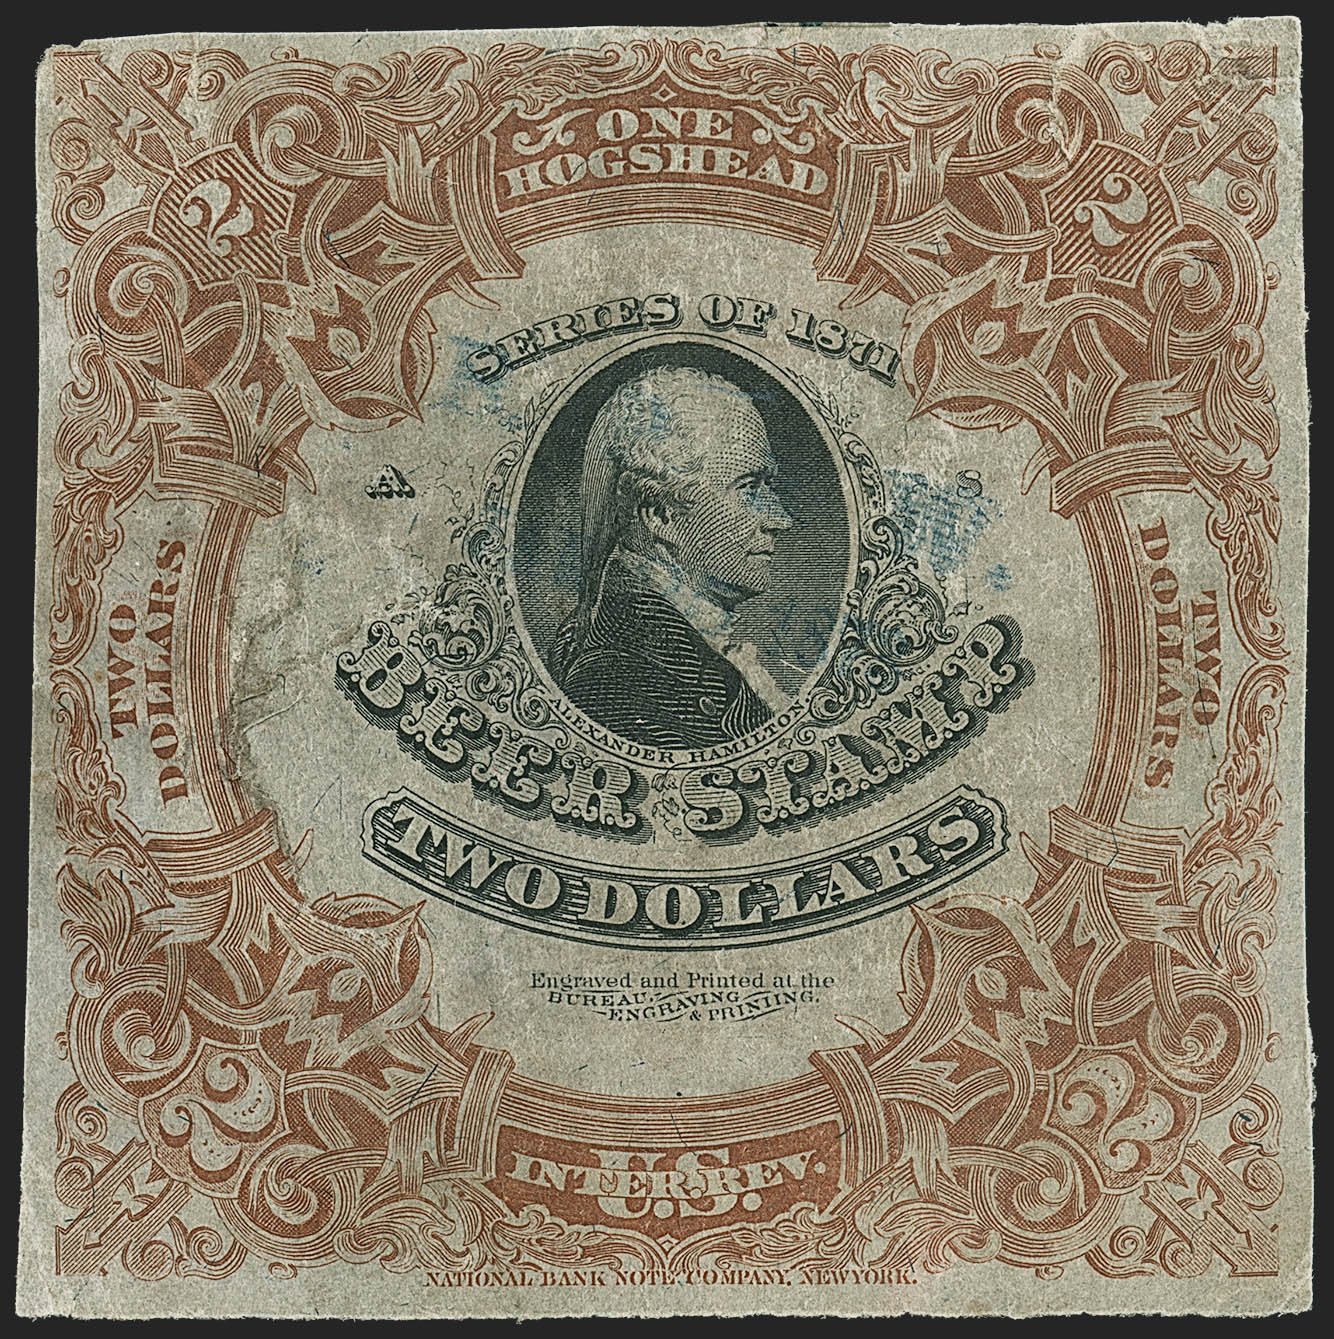 ONE
HOGSHEAD
2
2
SERIES OF 1871
A.
S
TWO
DOLLARS.
TWO
DOLLARS
ALEXANDER HAMILTON.
BEER STAMP
TWO DOLLARS
Engraved and Printed at the
BUREAU, ENGRAVING
ENGRAVING & PRINTING.
2
2
U.S.
INTER. REV.
U.S.
NATIONAL BANK NOTE COMPANY, NEW YORK.